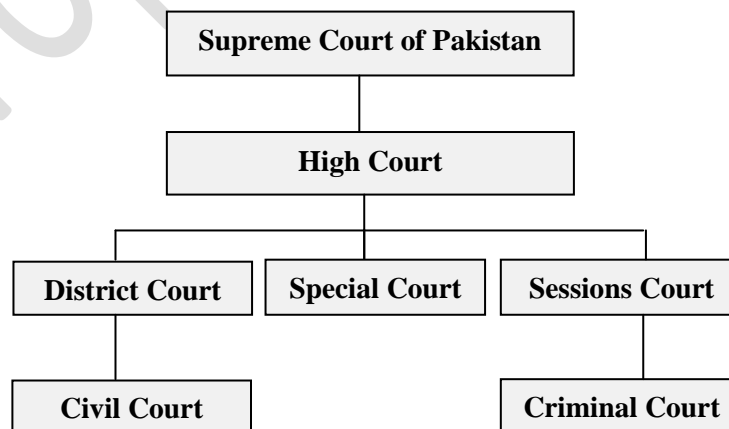 Supreme Court of Pakistan
High Court
District Court
Special Court
Sessions Court
Civil Court
Criminal Court